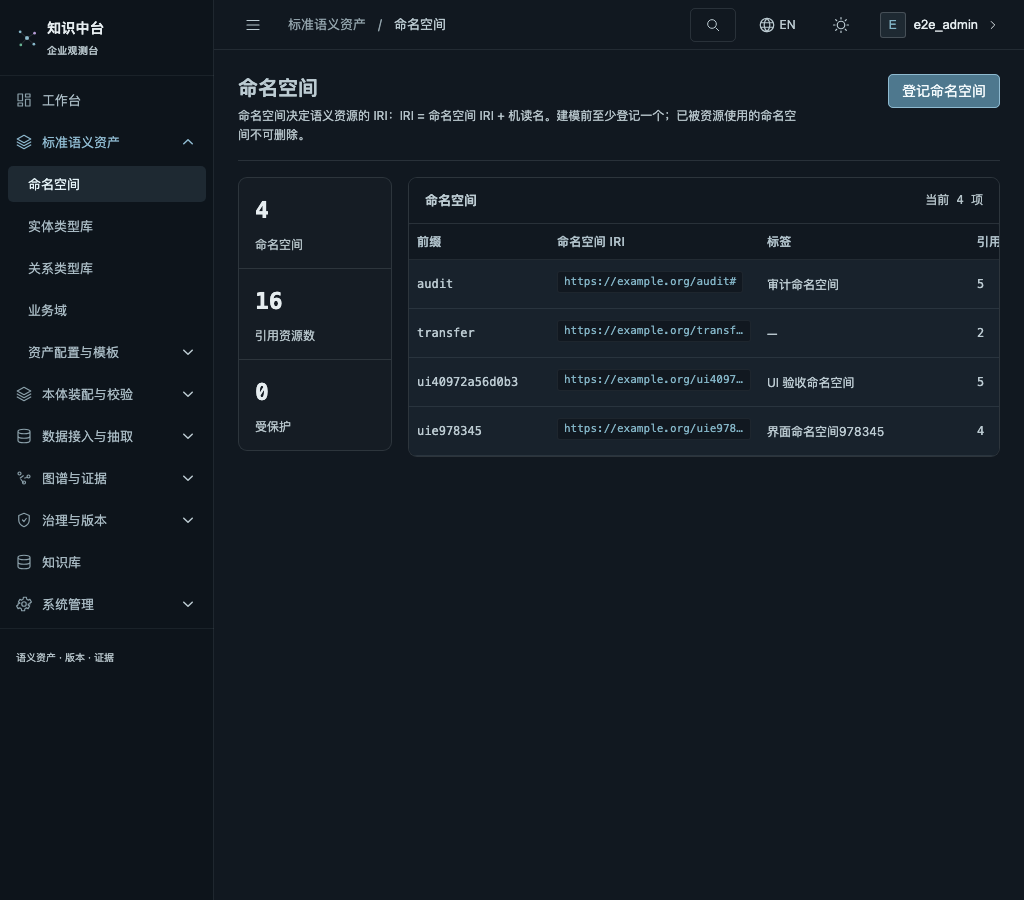 知识中台
企业观测台
工作台
标准语义资产
命名空间
实体类型库
关系类型库
业务域
资产配置与模板
本体装配与校验
数据接入与抽取
图谱与证据
治理与版本
知识库
系统管理
语义资产 · 版本 · 证据
标准语义资产 / 命名空间
EN
E e2e_admin
命名空间
登记命名空间
命名空间决定语义资源的 IRI：IRI = 命名空间 IRI + 机读名。建模前至少登记一个；已被资源使用的命名空
间不可删除。
4
命名空间
16
引用资源数
0
受保护
命名空间 当前 4 项
前缀 命名空间 IRI 标签 引用
audit https://example.org/audit# 审计命名空间 5
transfer https://example.org/transf… — 2
ui40972a56d0b3 https://example.org/ui4097… UI 验收命名空间 5
uie978345 https://example.org/uie978… 界面命名空间978345 4